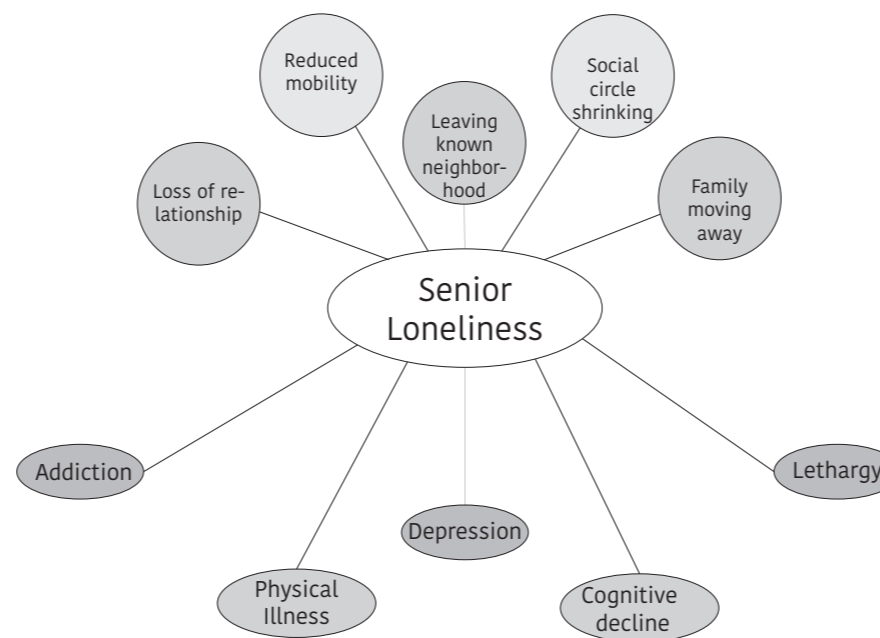 Reduced
mobility
Social
circle
shrinking
Leaving
known
neighbor-
hood
Loss of re-
lationship
Family
moving
away
Senior
Loneliness
Addiction
Lethargy
Depression
Physical
Illness
Cognitive
decline